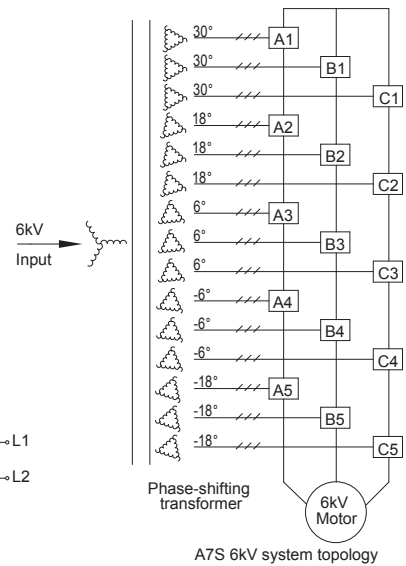 30°
A1
30°
B1
30°
C1
18°
A2
18°
B2
18°
C2
6°
A3
6kV
Input
6°
B3
6°
C3
-6°
A4
-6°
B4
-6°
C4
-18°
A5
-18°
B5
-18°
C5
L1
L2
Phase-shifting
transformer
6kV
Motor
A7S 6kV system topology